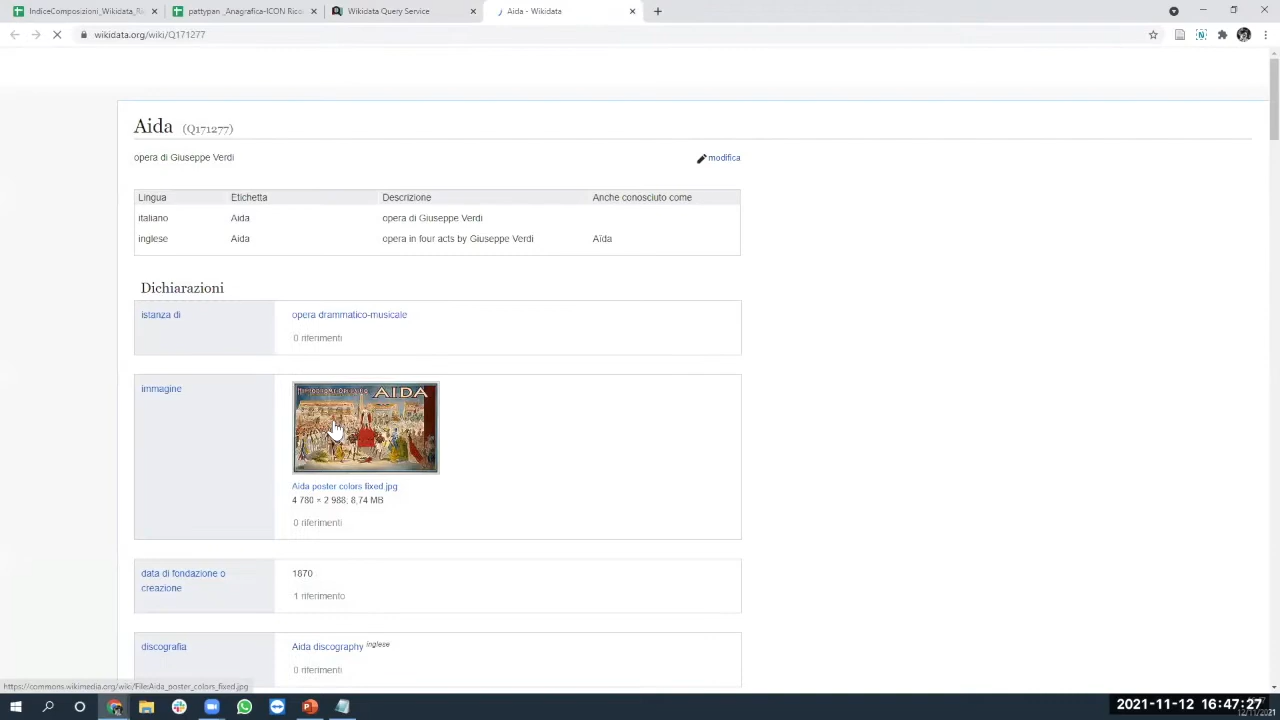 IndiceComposizioni_Wikidata_Ri
pattypan_Anagrafica-ICON Ricc
Wikidata Query Service
Aida - Wikidata
wikidata.org/wiki/Q171277
Aida (Q171277)
opera di Giuseppe Verdi
modifica
Lingua Etichetta Descrizione Anche conosciuto come
italiano Aida opera di Giuseppe Verdi
inglese Aida opera in four acts by Giuseppe Verdi Aïda
Dichiarazioni
istanza di
opera drammatico-musicale
0 riferimenti
immagine
AIDA
Aida poster colors fixed.jpg
4 780 × 2 988; 8,74 MB
0 riferimenti
data di fondazione o creazione
1870
1 riferimento
discografia
Aida discography inglese
0 riferimenti
https://commons.wikimedia.org/wiki/File:Aida_poster_colors_fixed.jpg
2021-11-12 16:47:27
12/11/2021